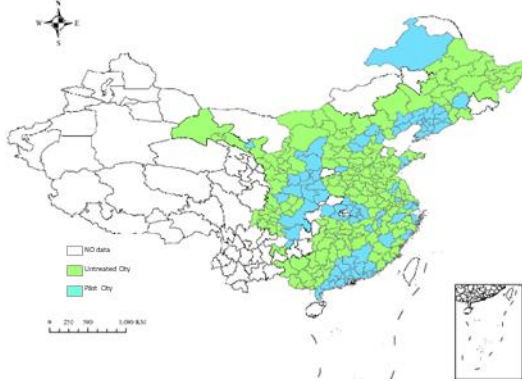 N
W E
S
NO data
Untreated City
Pilot City
0 250 500 1,000 KM